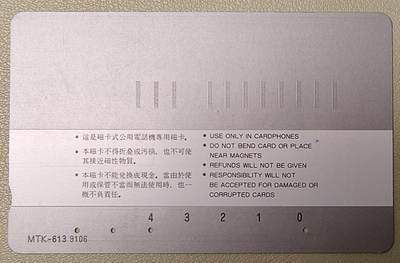 • 這是磁卡式公用電話機專用磁卡。
• 本磁卡不得折疊或污損，也不可使
其接近磁性物質。
• 本磁卡不能兌換成現金。當由於使
用或保管不當而無法使用時，也一
概不負責任。
• USE ONLY IN CARDPHONES
• DO NOT BEND CARD OR PLACE
NEAR MAGNETS
• REFUNDS WILL NOT BE GIVEN
• RESPONSIBILITY WILL NOT
BE ACCEPTED FOR DAMAGED OR
CORRUPTED CARDS
4 3 2 1 0
MTK-613 9106